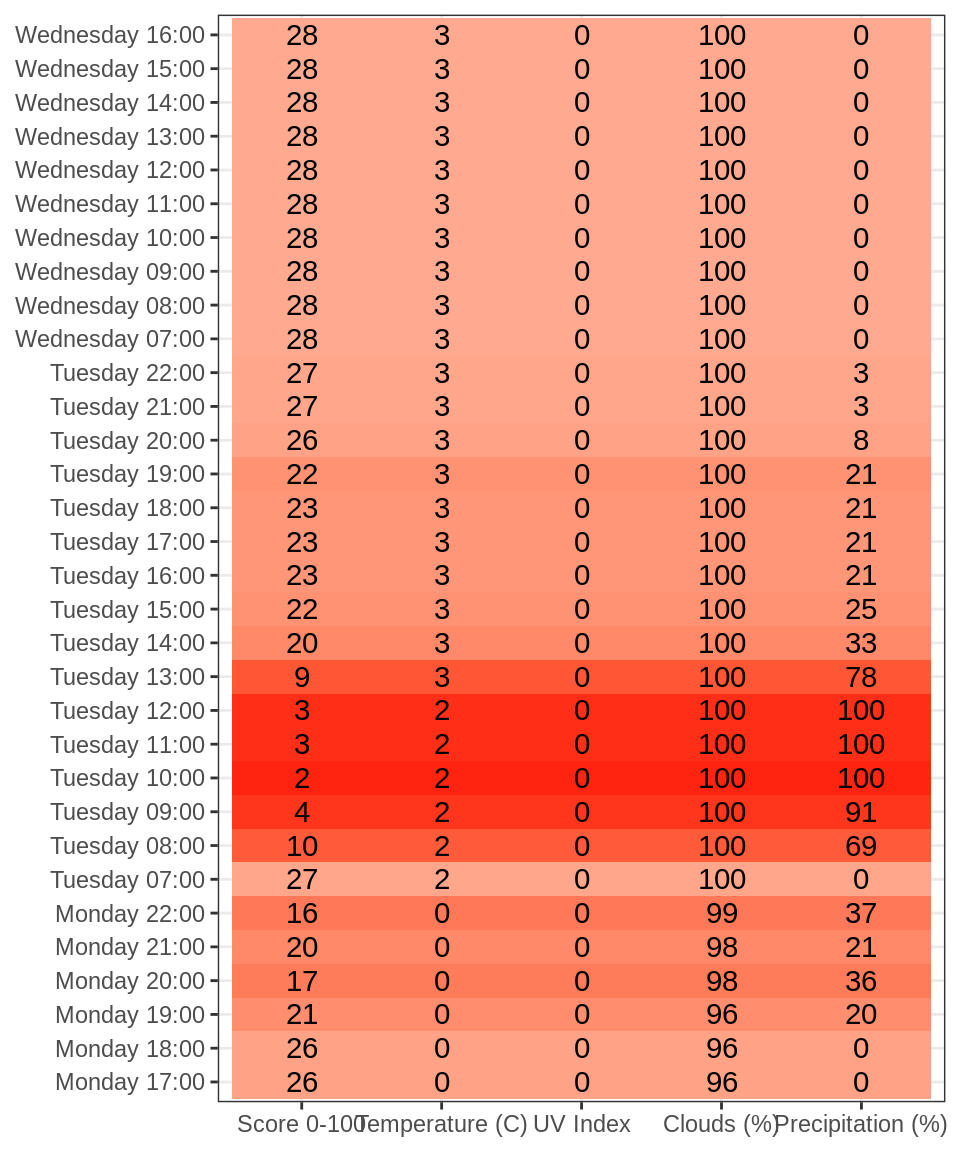 Wednesday 16:00 28 3 0 100 0
Wednesday 15:00 28 3 0 100 0
Wednesday 14:00 28 3 0 100 0
Wednesday 13:00 28 3 0 100 0
Wednesday 12:00 28 3 0 100 0
Wednesday 11:00 28 3 0 100 0
Wednesday 10:00 28 3 0 100 0
Wednesday 09:00 28 3 0 100 0
Wednesday 08:00 28 3 0 100 0
Wednesday 07:00 28 3 0 100 0
Tuesday 22:00 27 3 0 100 3
Tuesday 21:00 27 3 0 100 3
Tuesday 20:00 26 3 0 100 8
Tuesday 19:00 22 3 0 100 21
Tuesday 18:00 23 3 0 100 21
Tuesday 17:00 23 3 0 100 21
Tuesday 16:00 23 3 0 100 21
Tuesday 15:00 22 3 0 100 25
Tuesday 14:00 20 3 0 100 33
Tuesday 13:00 9 3 0 100 78
Tuesday 12:00 3 2 0 100 100
Tuesday 11:00 3 2 0 100 100
Tuesday 10:00 2 2 0 100 100
Tuesday 09:00 4 2 0 100 91
Tuesday 08:00 10 2 0 100 69
Tuesday 07:00 27 2 0 100 0
Monday 22:00 16 0 0 99 37
Monday 21:00 20 0 0 98 21
Monday 20:00 17 0 0 98 36
Monday 19:00 21 0 0 96 20
Monday 18:00 26 0 0 96 0
Monday 17:00 26 0 0 96 0
Score 0-100 Temperature (C) UV Index Clouds (%) Precipitation (%)